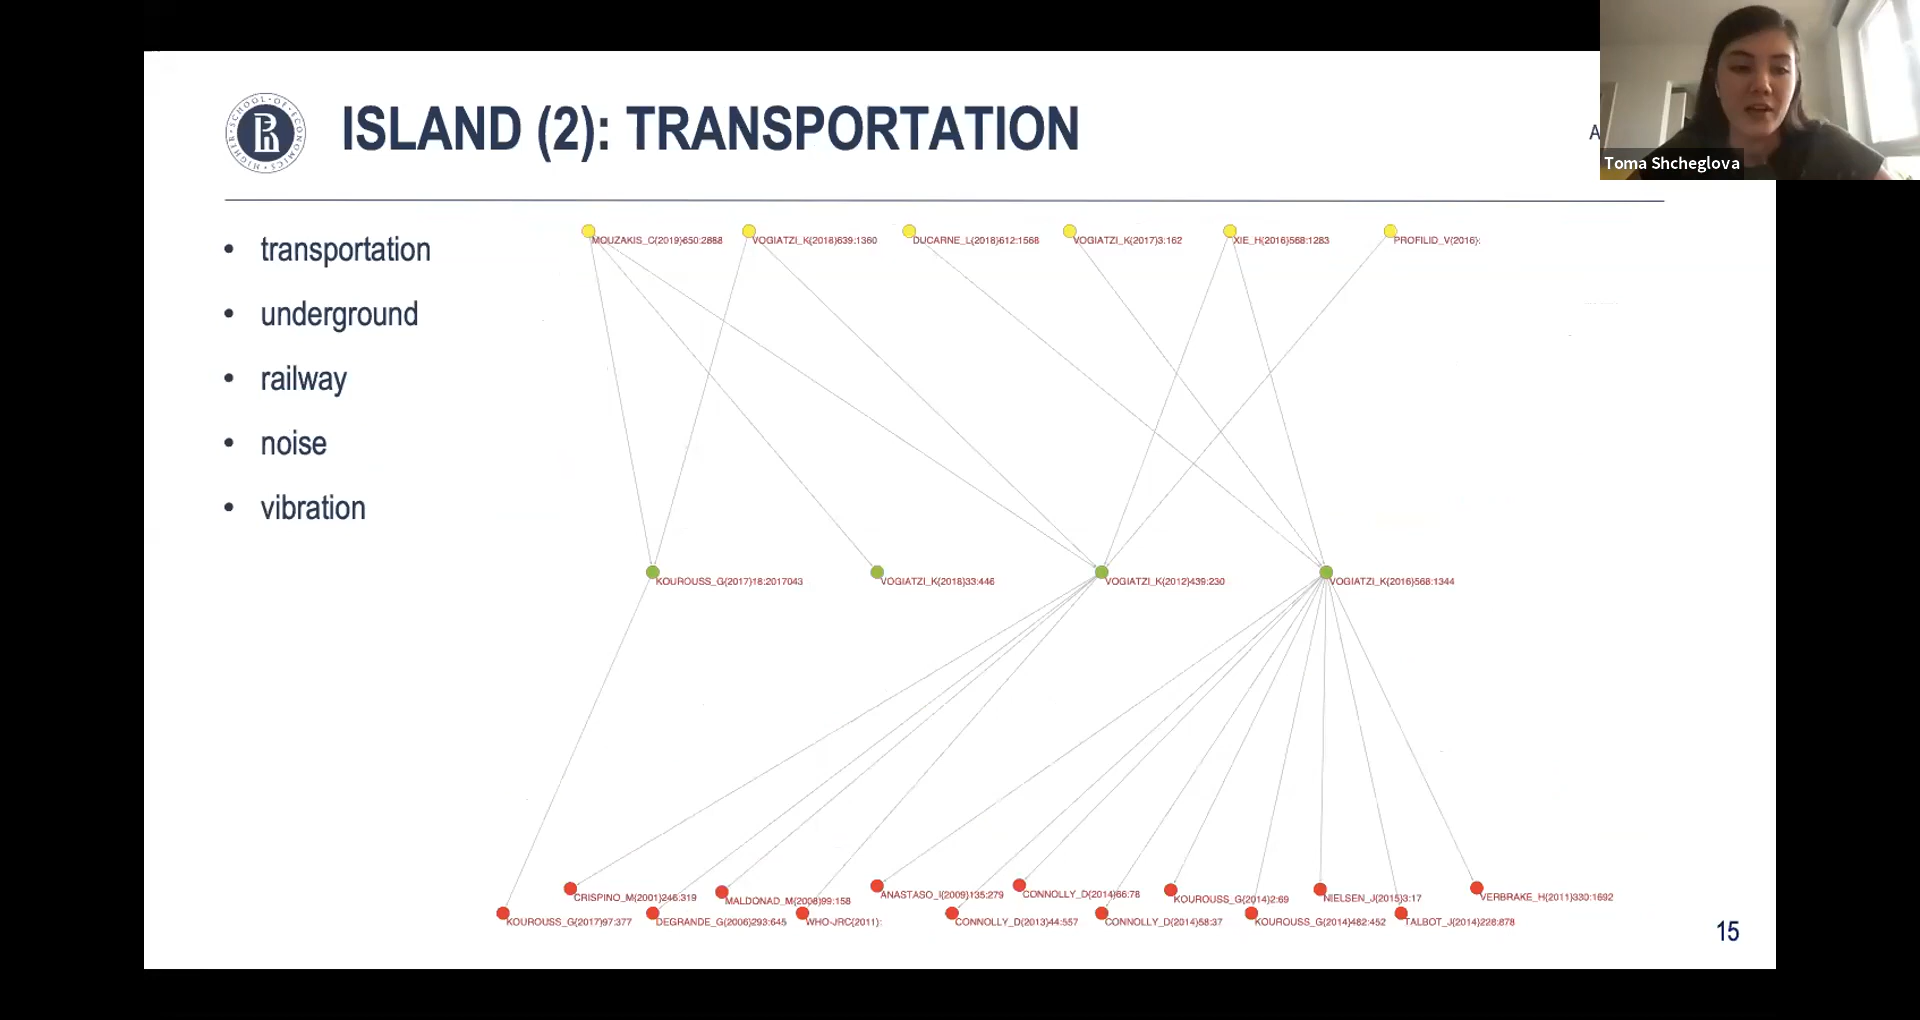 ISLAND (2): TRANSPORTATION
A
Toma Shcheglova
HIGHER SCHOOL OF ECONOMICS
• transportation
• underground
• railway
• noise
• vibration
MOUZAKIS_C(2019)650:2888
VOGIATZI_K(2018)639:1360
DUCARNE_L(2018)612:1568
VOGIATZI_K(2017)3:162
XIE_H(2016)568:1283
PROFILID_V(2016):
KOUROUSS_G(2017)18:2017043
VOGIATZI_K(2018)33:446
VOGIATZI_K(2012)439:230
VOGIATZI_K(2016)568:1344
CRISPINO_M(2001)246:319
MALDONAD_M(2008)99:158
ANASTASO_I(2009)135:279
CONNOLLY_D(2014)66:78
KOUROUSS_G(2014)2:69
NIELSEN_J(2015)3:17
VERBRAKE_H(2011)330:1692
KOUROUSS_G(2017)97:377
DEGRANDE_G(2006)293:645
WHO-JRC(2011):
CONNOLLY_D(2013)44:557
CONNOLLY_D(2014)58:37
KOUROUSS_G(2014)482:452
TALBOT_J(2014)228:878
15